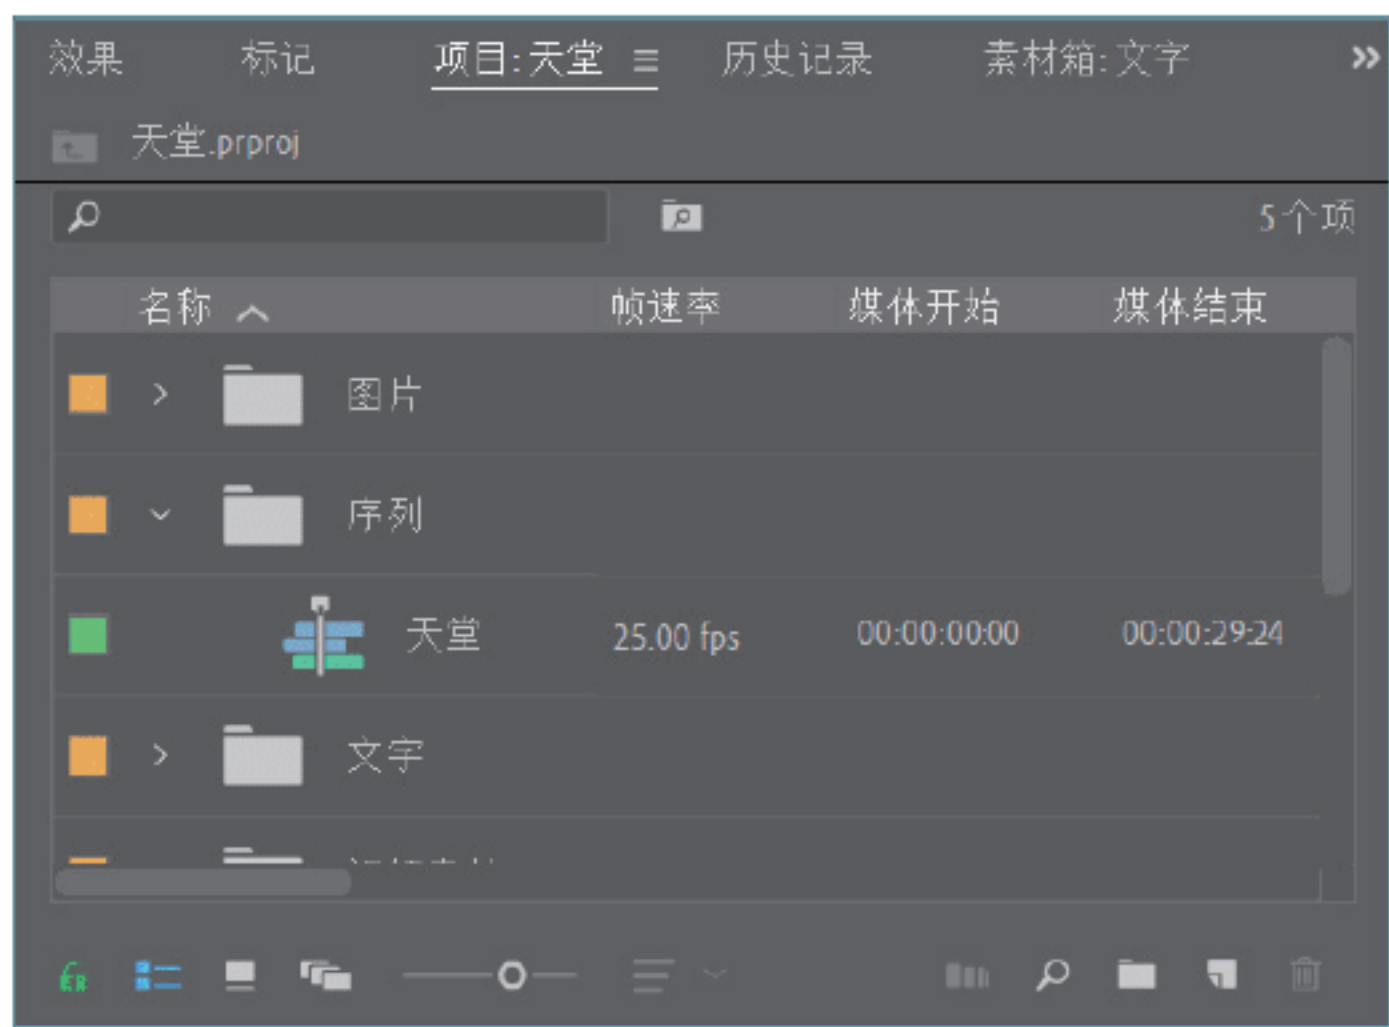 效果 标记 项目: 天堂 历史记录 素材箱: 文字
天堂.prproj
5 个项
名称 帧速率 媒体开始 媒体结束
图片
序列
天堂 25.00 fps 00:00:00:00 00:00:29:24
文字